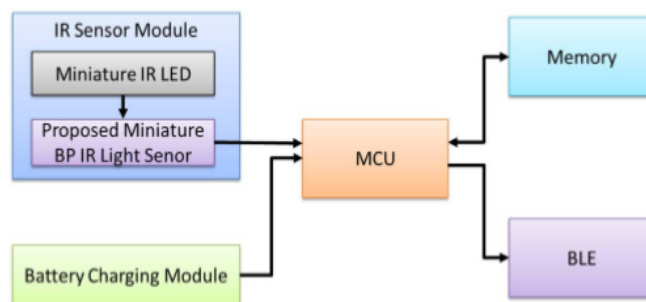 IR Sensor Module
Miniature IR LED
Proposed Miniature
BP IR Light Senor
Battery Charging Module
MCU
Memory
BLE